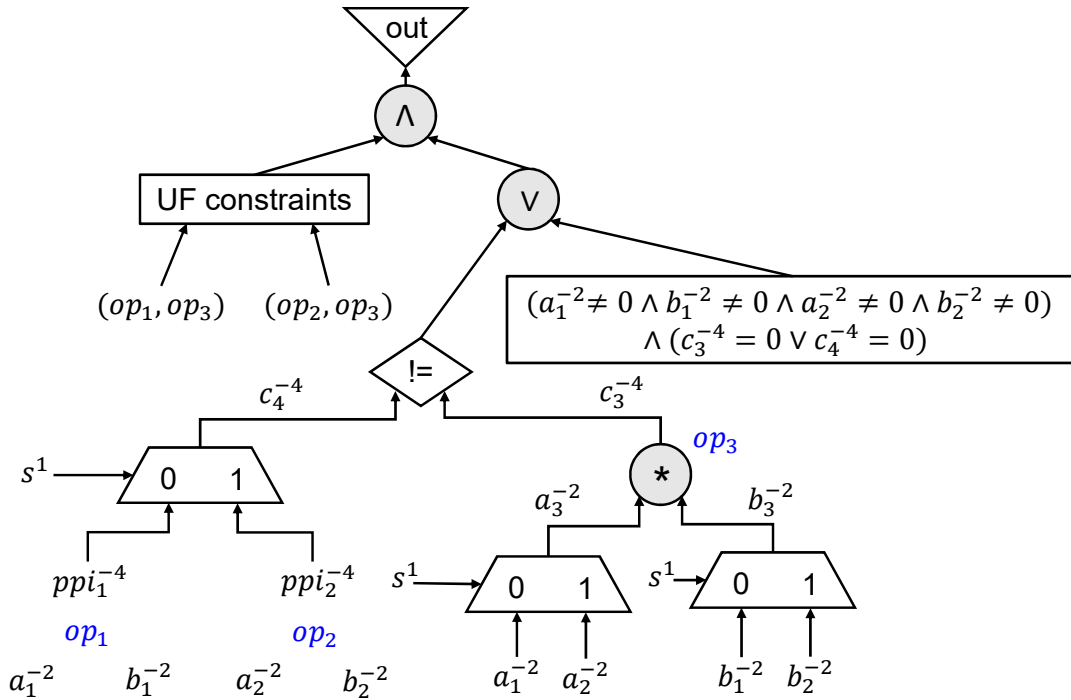 out
∧
UF constraints
∨
(op₁, op₃) (op₂, op₃)
(a₁⁻² ≠ 0 ∧ b₁⁻² ≠ 0 ∧ a₂⁻² ≠ 0 ∧ b₂⁻² ≠ 0)
∧ (c₃⁻⁴ = 0 ∨ c₄⁻⁴ = 0)
!=
c₄⁻⁴ c₃⁻⁴
op₃
s¹ 0 1 *
a₃⁻² b₃⁻²
ppi₁⁻⁴ ppi₂⁻⁴ s¹ 0 1 s¹ 0 1
op₁ op₂
a₁⁻² b₁⁻² a₂⁻² b₂⁻² a₁⁻² a₂⁻² b₁⁻² b₂⁻²